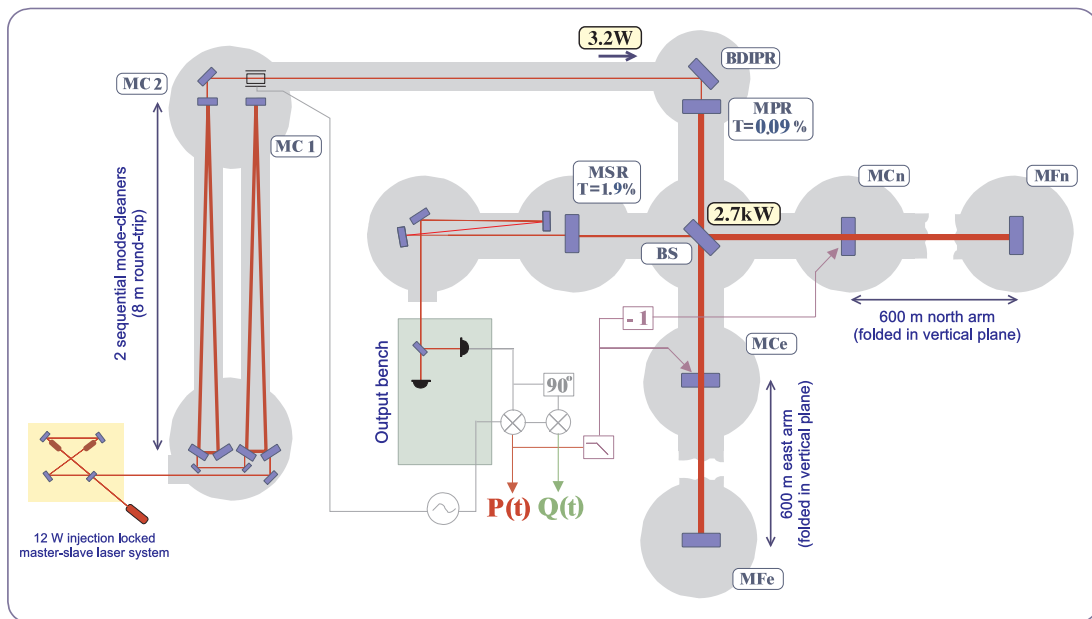 3.2W
BDIPR
MC 2
MPR
T=0.09 %
MC 1
MSR
T=1.9%
MCn
MFn
2.7kW
BS
2 sequential mode-cleaners
(8 m round-trip)
- 1
600 m north arm
(folded in vertical plane)
MCe
Output bench
90°
600 m east arm
(folded in vertical plane)
P(t)
Q(t)
12 W injection locked
master-slave laser system
MFe